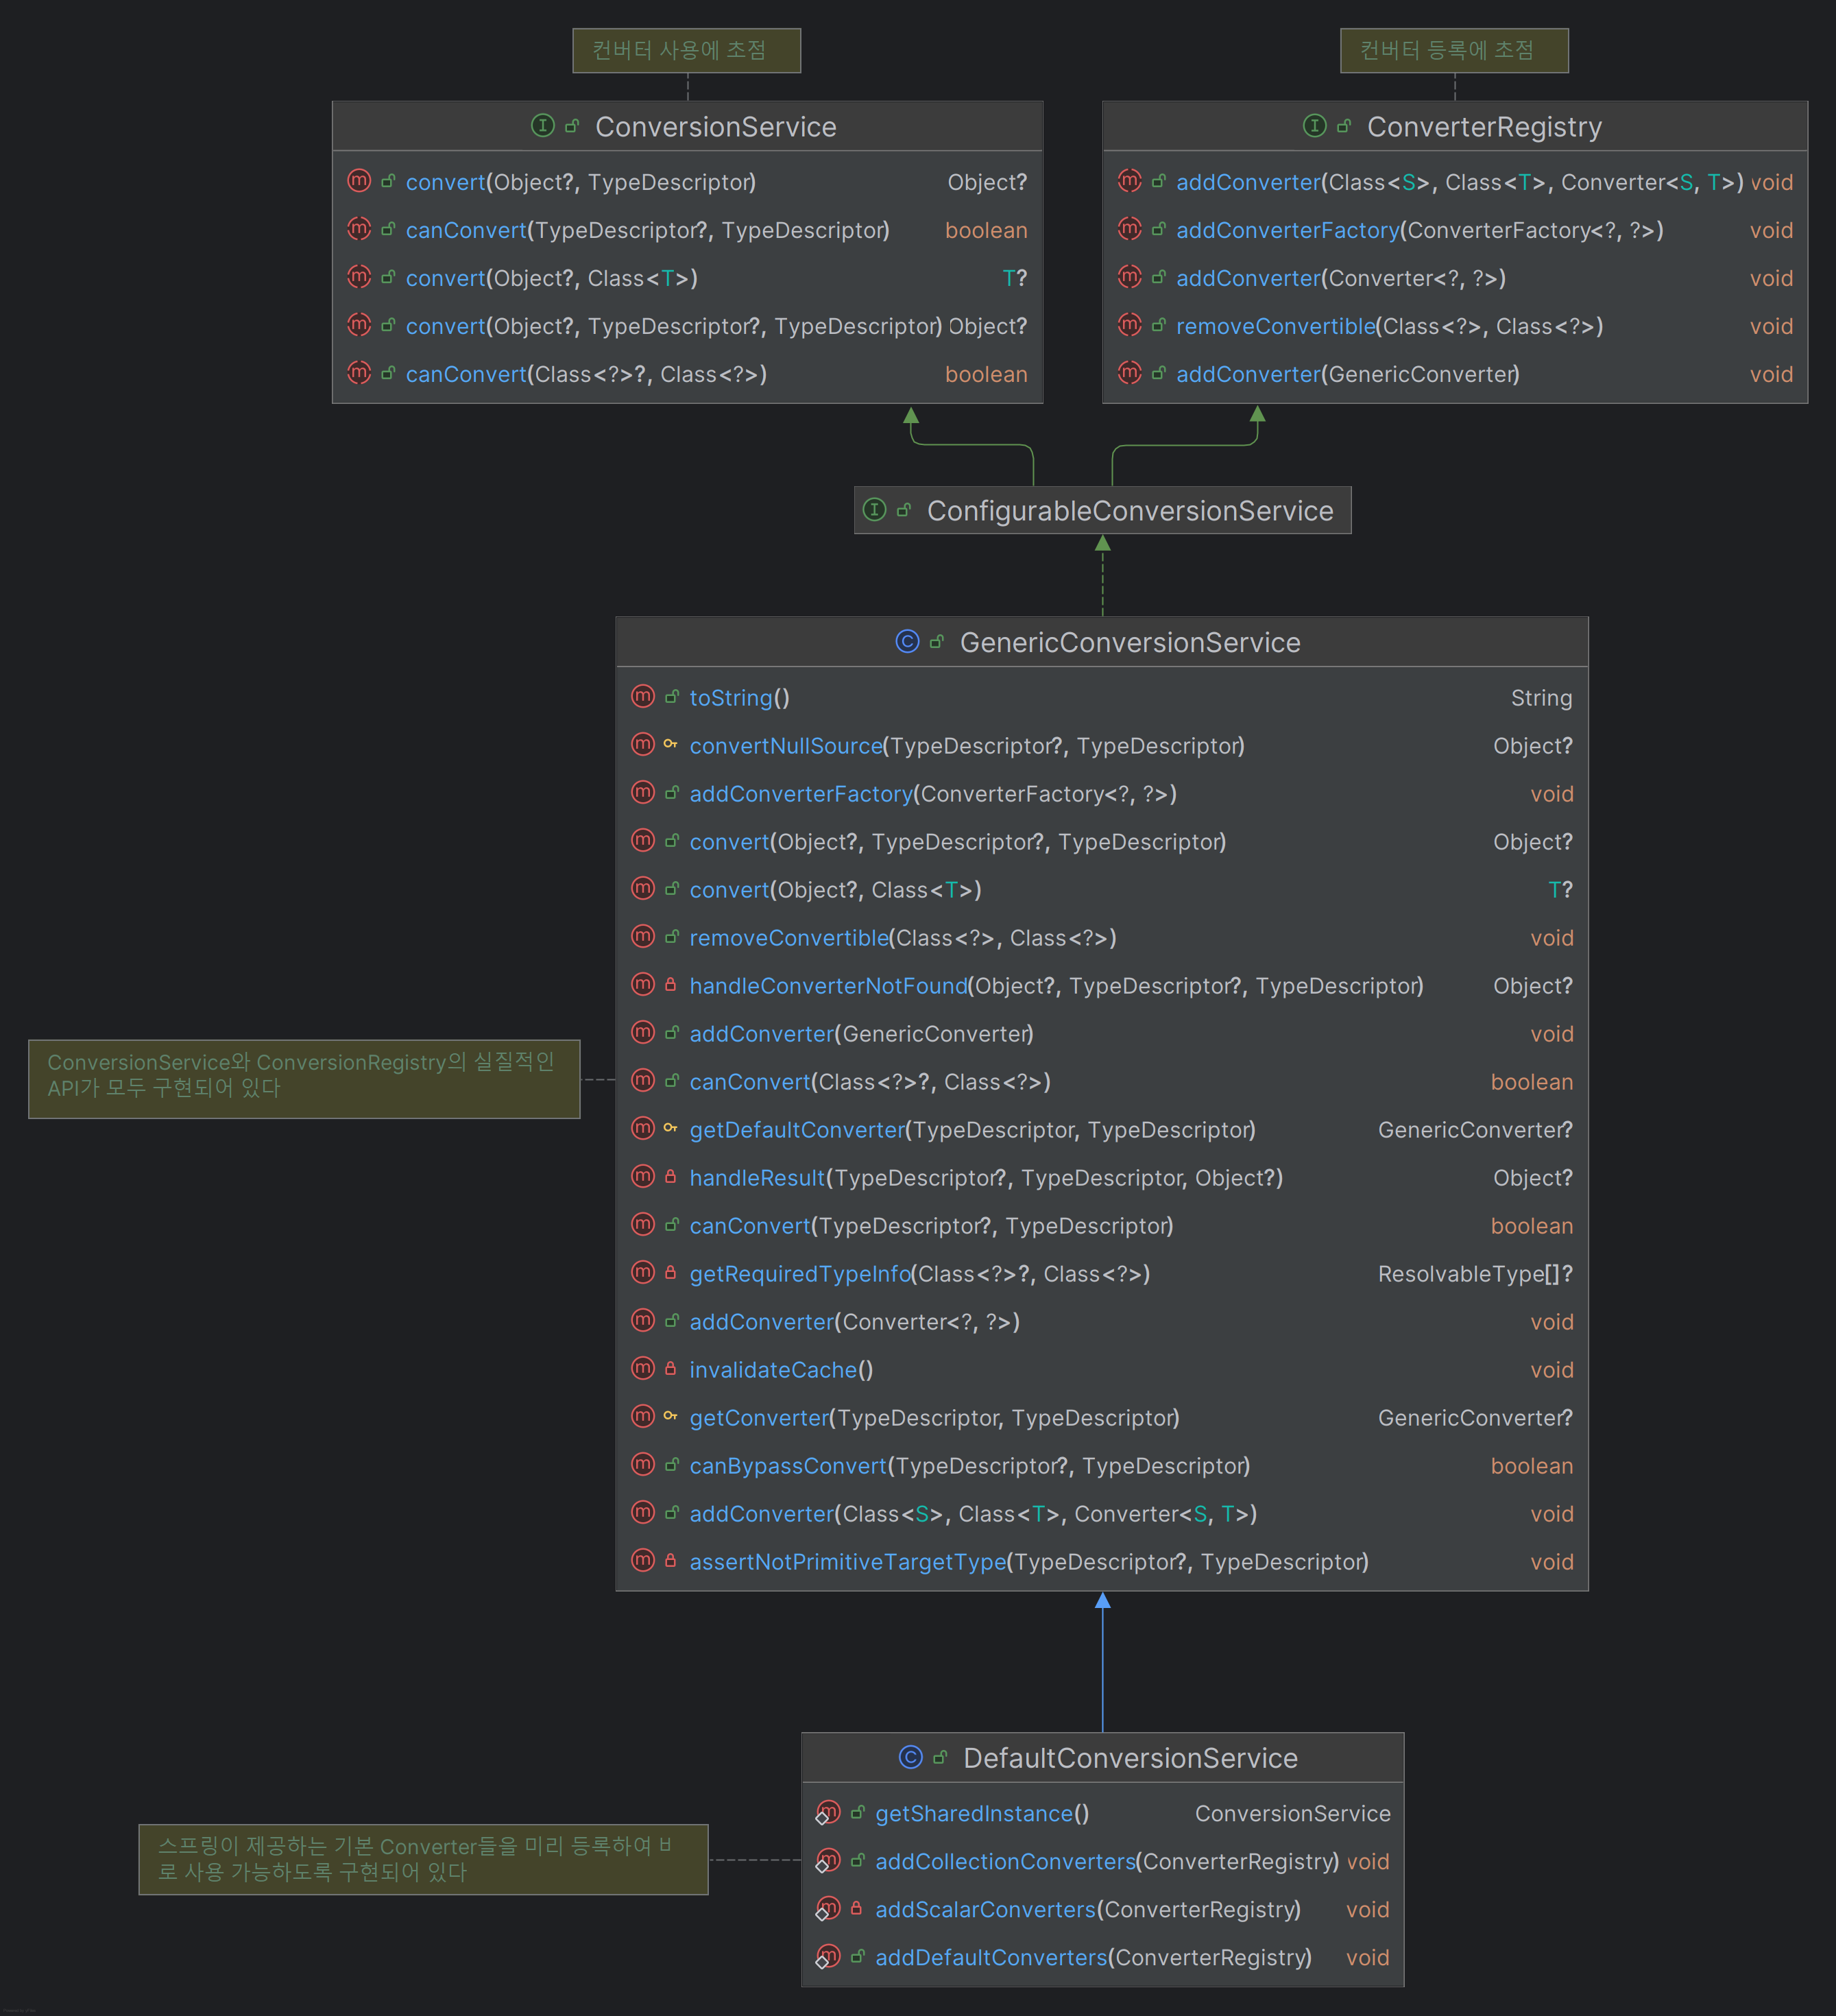 컨버터 사용에 초점
컨버터 등록에 초점
ConversionService
convert(Object?, TypeDescriptor) Object?
canConvert(TypeDescriptor?, TypeDescriptor) boolean
convert(Object?, Class<T>) T?
convert(Object?, TypeDescriptor?, TypeDescriptor) Object?
canConvert(Class<?>?, Class<?>) boolean
ConverterRegistry
addConverter(Class<S>, Class<T>, Converter<S, T>) void
addConverterFactory(ConverterFactory<?, ?>) void
addConverter(Converter<?, ?>) void
removeConvertible(Class<?>, Class<?>) void
addConverter(GenericConverter) void
ConfigurableConversionService
GenericConversionService
toString() String
convertNullSource(TypeDescriptor?, TypeDescriptor) Object?
addConverterFactory(ConverterFactory<?, ?>) void
convert(Object?, TypeDescriptor?, TypeDescriptor) Object?
convert(Object?, Class<T>) T?
removeConvertible(Class<?>, Class<?>) void
handleConverterNotFound(Object?, TypeDescriptor?, TypeDescriptor) Object?
addConverter(GenericConverter) void
canConvert(Class<?>?, Class<?>) boolean
getDefaultConverter(TypeDescriptor, TypeDescriptor) GenericConverter?
handleResult(TypeDescriptor?, TypeDescriptor, Object?) Object?
canConvert(TypeDescriptor?, TypeDescriptor) boolean
getRequiredTypeInfo(Class<?>?, Class<?>) ResolvableType[]?
addConverter(Converter<?, ?>) void
invalidateCache() void
getConverter(TypeDescriptor, TypeDescriptor) GenericConverter?
canBypassConvert(TypeDescriptor?, TypeDescriptor) boolean
addConverter(Class<S>, Class<T>, Converter<S, T>) void
assertNotPrimitiveTargetType(TypeDescriptor?, TypeDescriptor) void
ConversionService와 ConversionRegistry의 실질적인
API가 모두 구현되어 있다
DefaultConversionService
getSharedInstance() ConversionService
addCollectionConverters(ConverterRegistry) void
addScalarConverters(ConverterRegistry) void
addDefaultConverters(ConverterRegistry) void
스프링이 제공하는 기본 Converter들을 미리 등록하여 바
로 사용 가능하도록 구현되어 있다